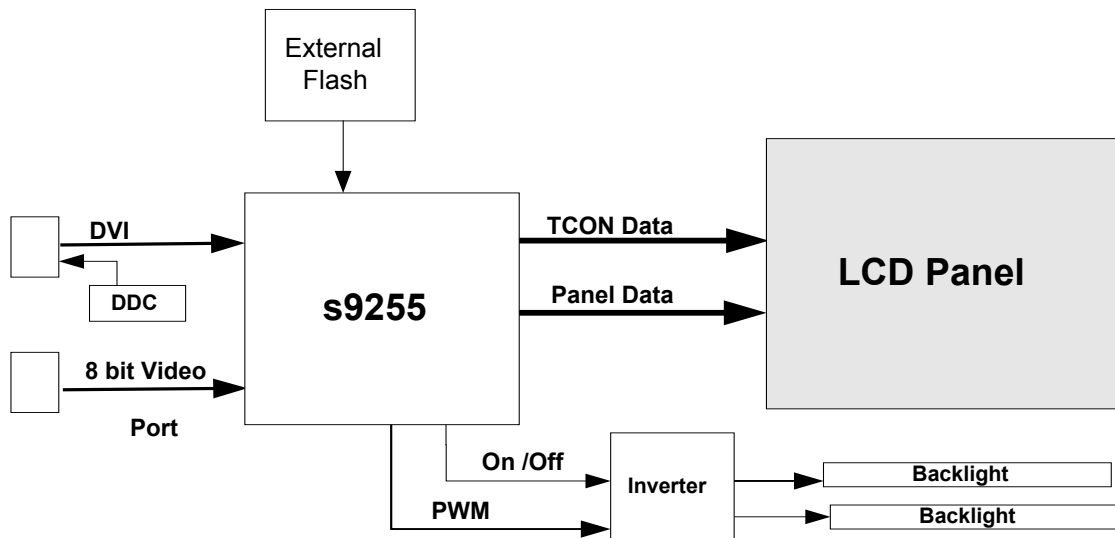 External
Flash
DVI
TCON Data
LCD Panel
DDC
s9255
Panel Data
8 bit Video
Port
On /Off
Inverter
Backlight
PWM
Backlight